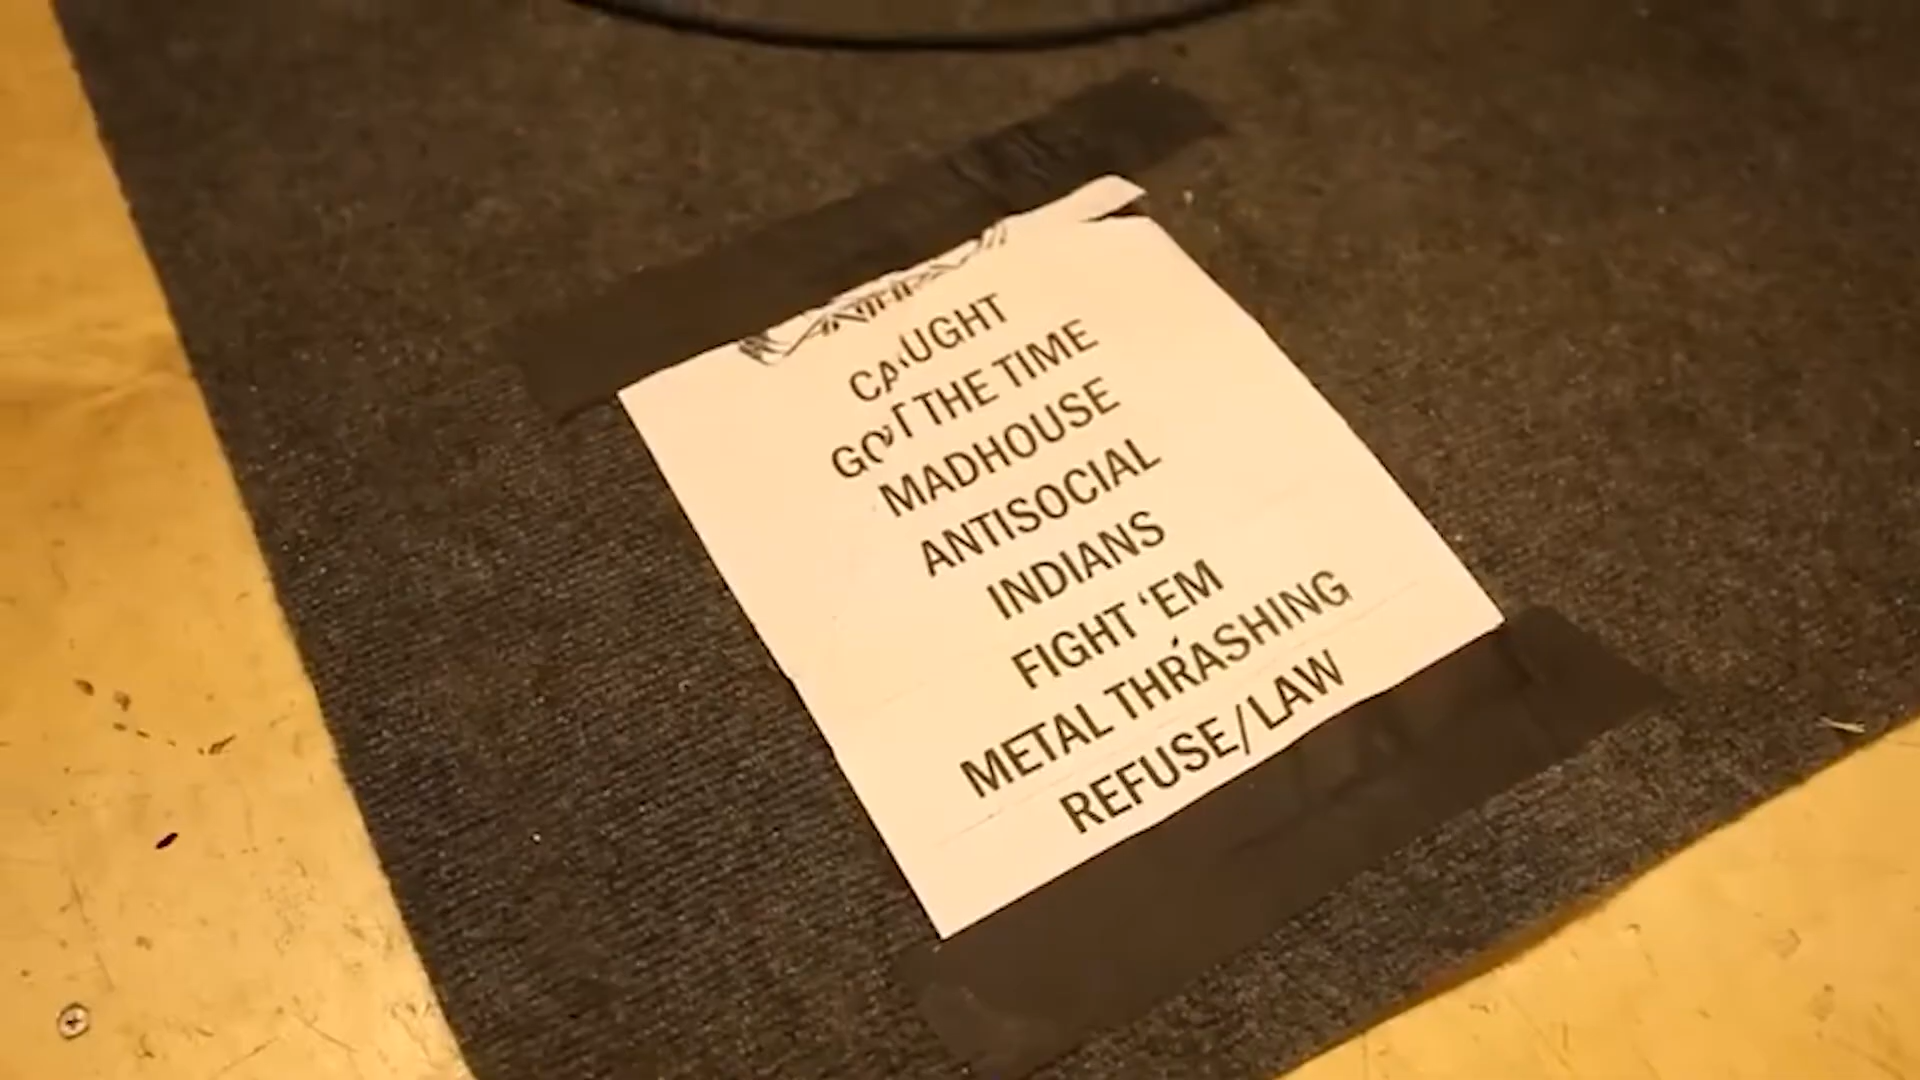 CAUGHT
GOT THE TIME
MADHOUSE
ANTISOCIAL
INDIANS
FIGHT ‘EM
METAL THRASHING
REFUSE/LAW